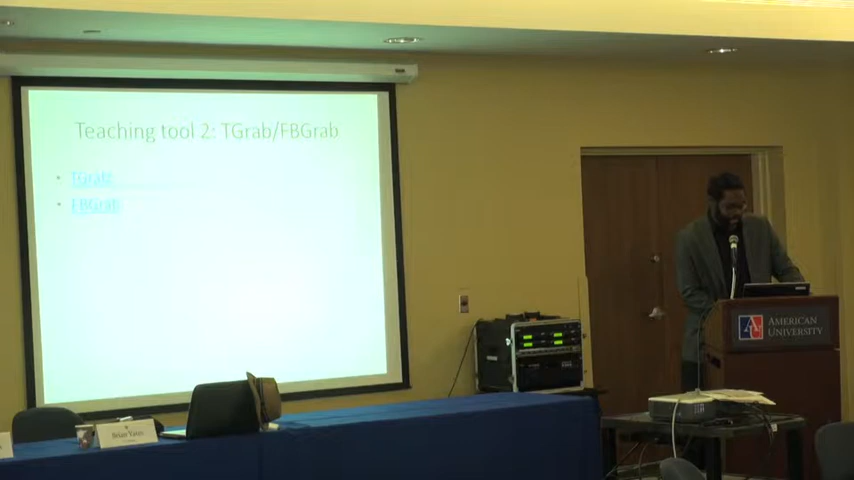 Teaching tool 2: TGrab/FBGrab
• TGrab
• FBGrab
AMERICAN
UNIVERSITY
Brian Yates